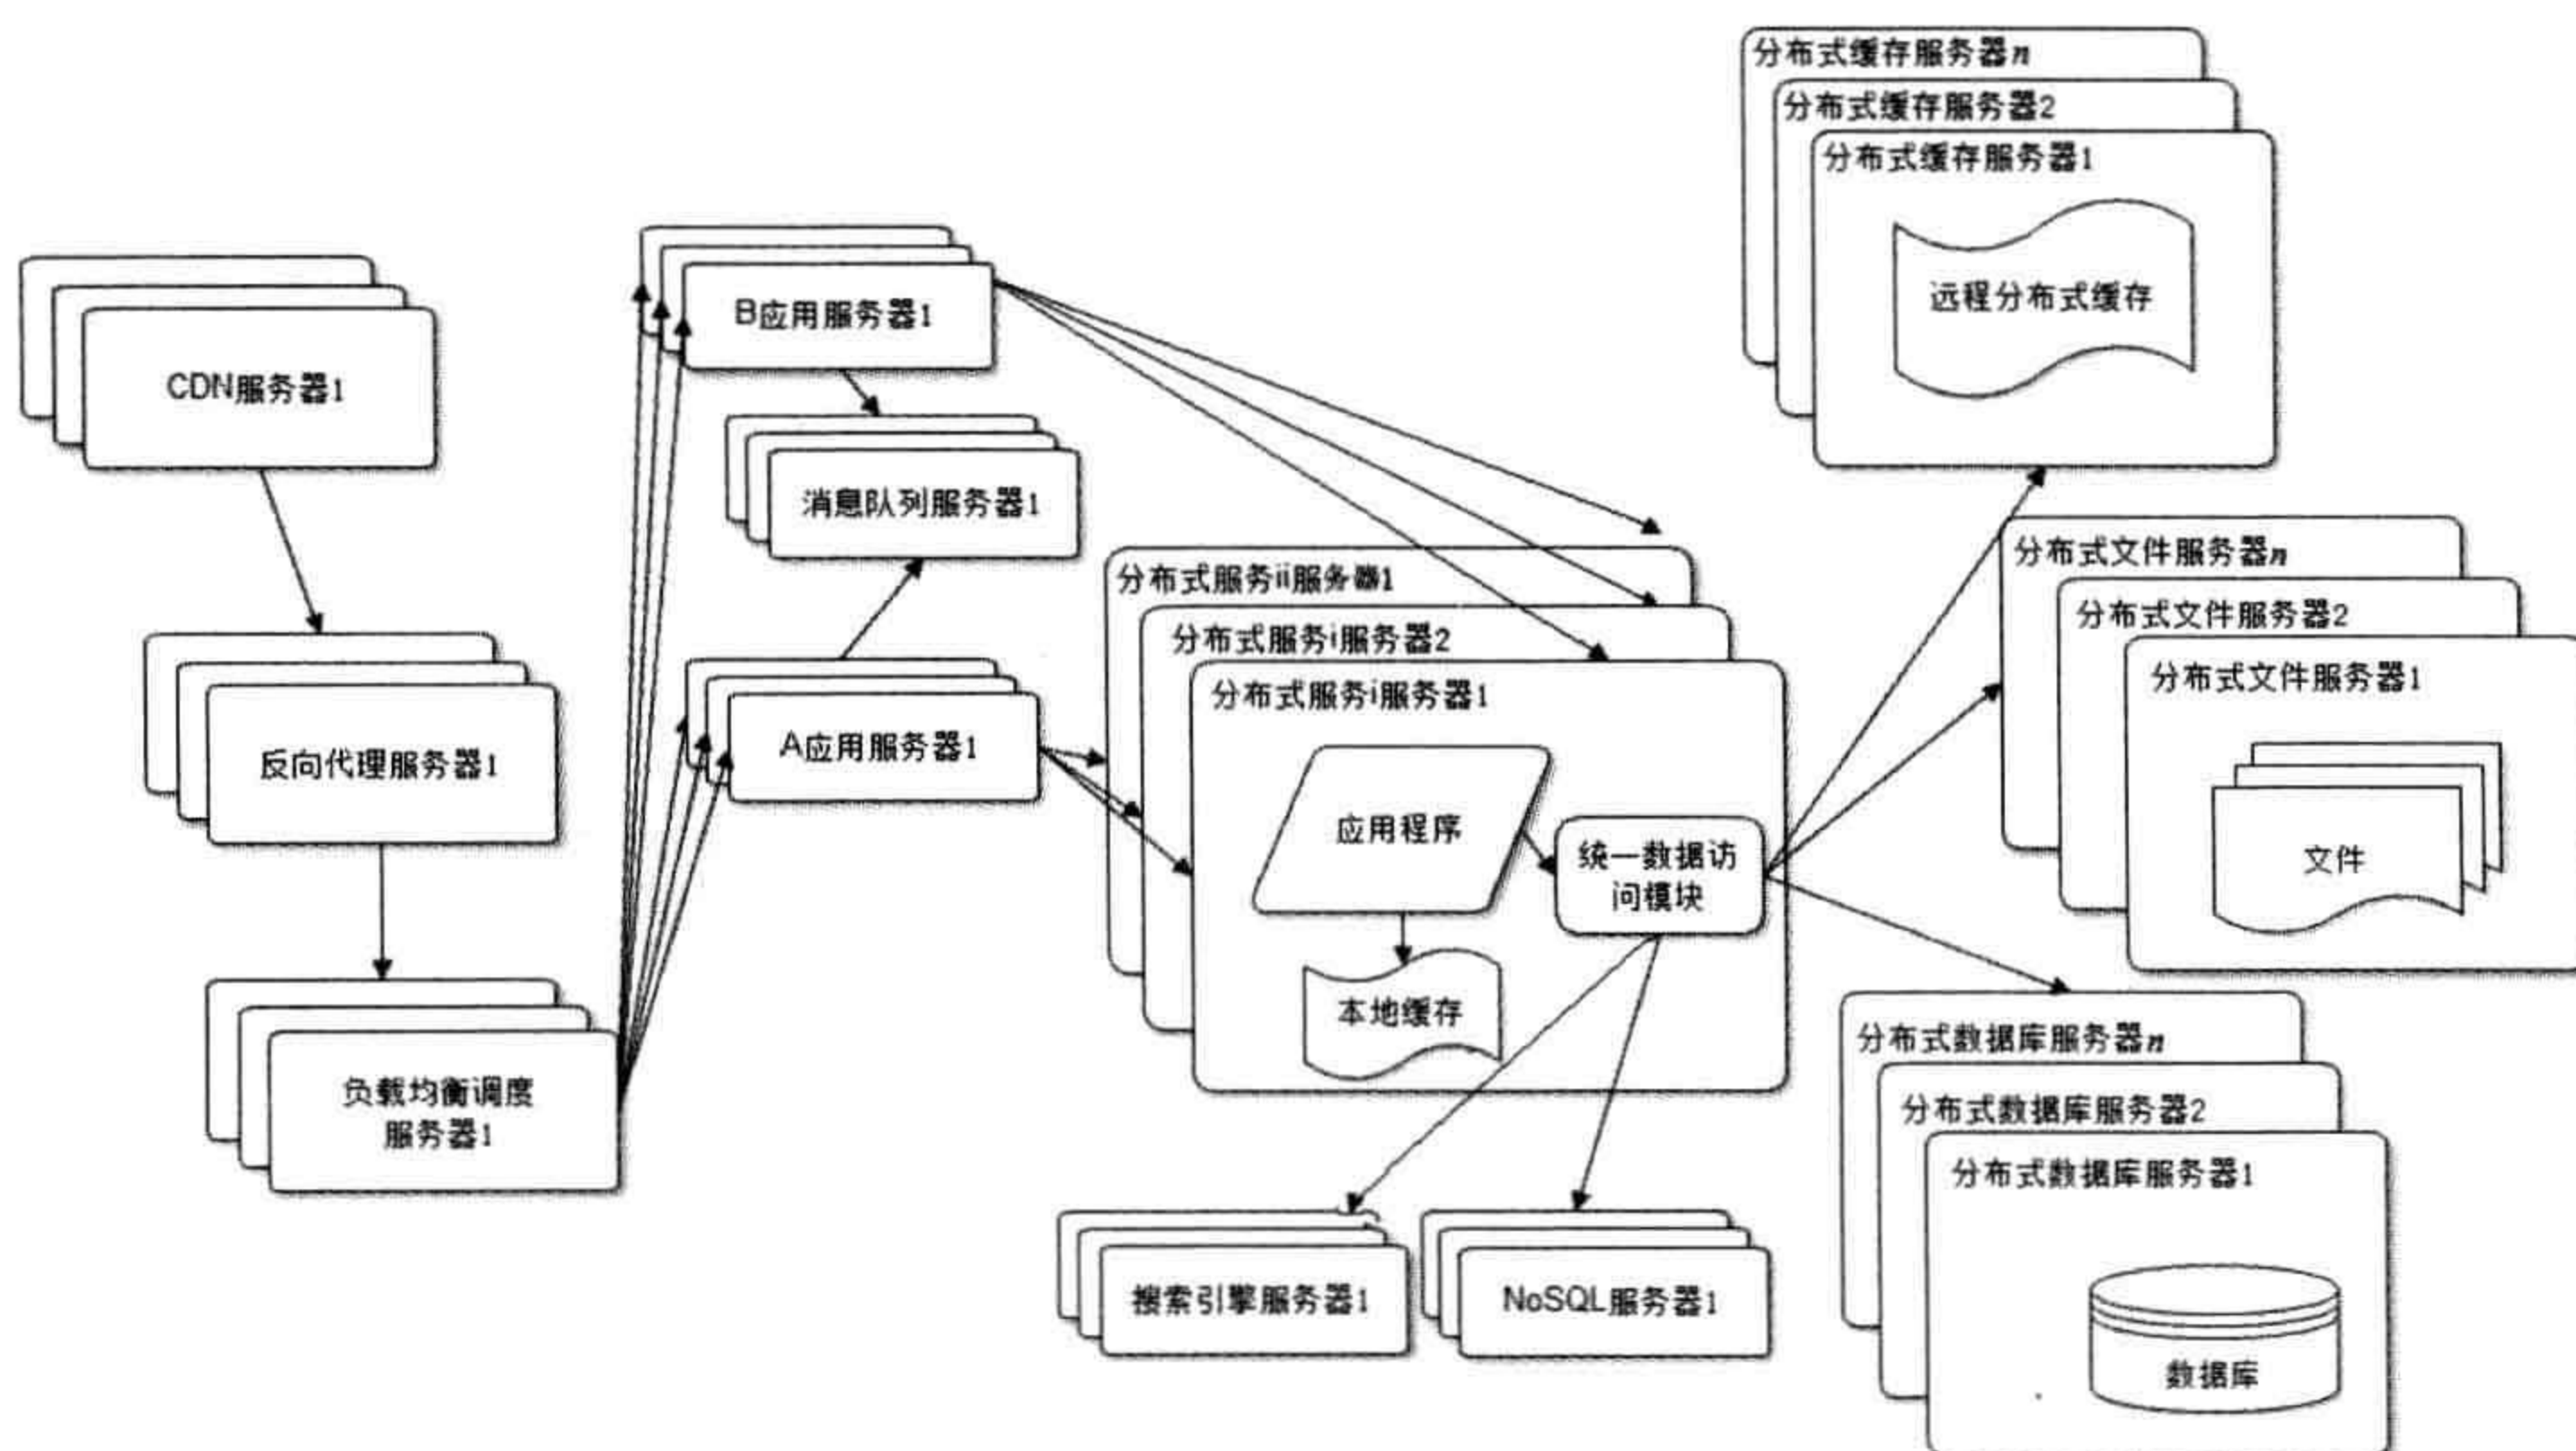 CDN服务器1
反向代理服务器1
负载均衡调度
服务器1
B应用服务器1
消息队列服务器1
A应用服务器1
分布式服务ii服务器1
分布式服务i服务器2
分布式服务i服务器1
应用程序
统一数据访
问模块
本地缓存
搜索引擎服务器1
NoSQL服务器1
分布式缓存服务器n
分布式缓存服务器2
分布式缓存服务器1
远程分布式缓存
分布式文件服务器n
分布式文件服务器2
分布式文件服务器1
文件
分布式数据库服务器n
分布式数据库服务器2
分布式数据库服务器1
数据库